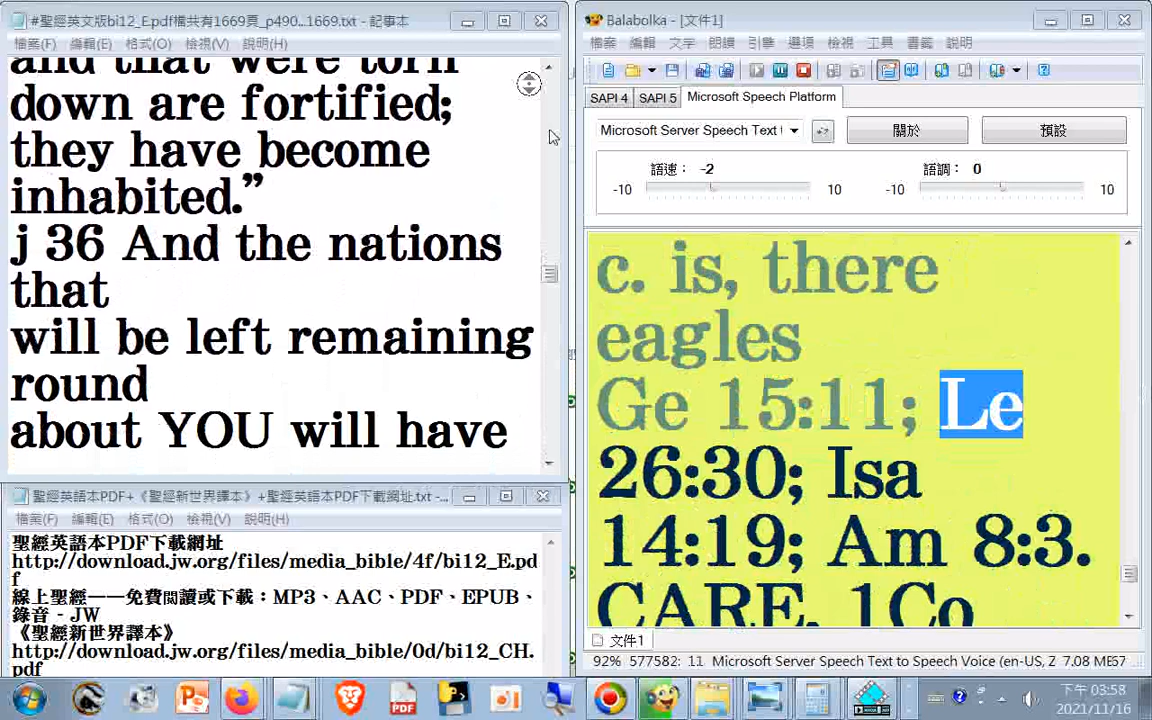 #聖經英文版bi12_E.pdf檔共有1669頁_p490...1669.txt - 記事本
檔案(F) 編輯(E) 格式(O) 檢視(V) 說明(H)
and that were torn
down are fortified;
they have become
inhabited.”
j 36 And the nations
that
will be left remaining
round
about YOU will have
聖經英語本PDF+《聖經新世界譯本》+聖經英語本PDF下載網址.txt -...
檔案(F) 編輯(E) 格式(O) 檢視(V) 說明(H)
聖經英語本PDF下載網址
http://download.jw.org/files/media_bible/4f/bi12_E.pd
f
線上聖經——免費閱讀或下載：MP3、AAC、PDF、EPUB、
錄音 - JW
《聖經新世界譯本》
http://download.jw.org/files/media_bible/0d/bi12_CH.
pdf
Balabolka - [文件1]
檔案 編輯 文字 朗讀 引擎 選項 檢視 工具 書籤 說明
SAPI 4 SAPI 5 Microsoft Speech Platform
Microsoft Server Speech Text 關於 預設
語速： -2 語調： 0
-10 10 -10 10
c. is, there
eagles
Ge 15:11; Le
26:30; Isa
14:19; Am 8:3.
CARE, 1Co
文件1
92% 577582: 11 Microsoft Server Speech Text to Speech Voice (en-US, Z 7.08 ME57
下午 03:58
2021/11/16